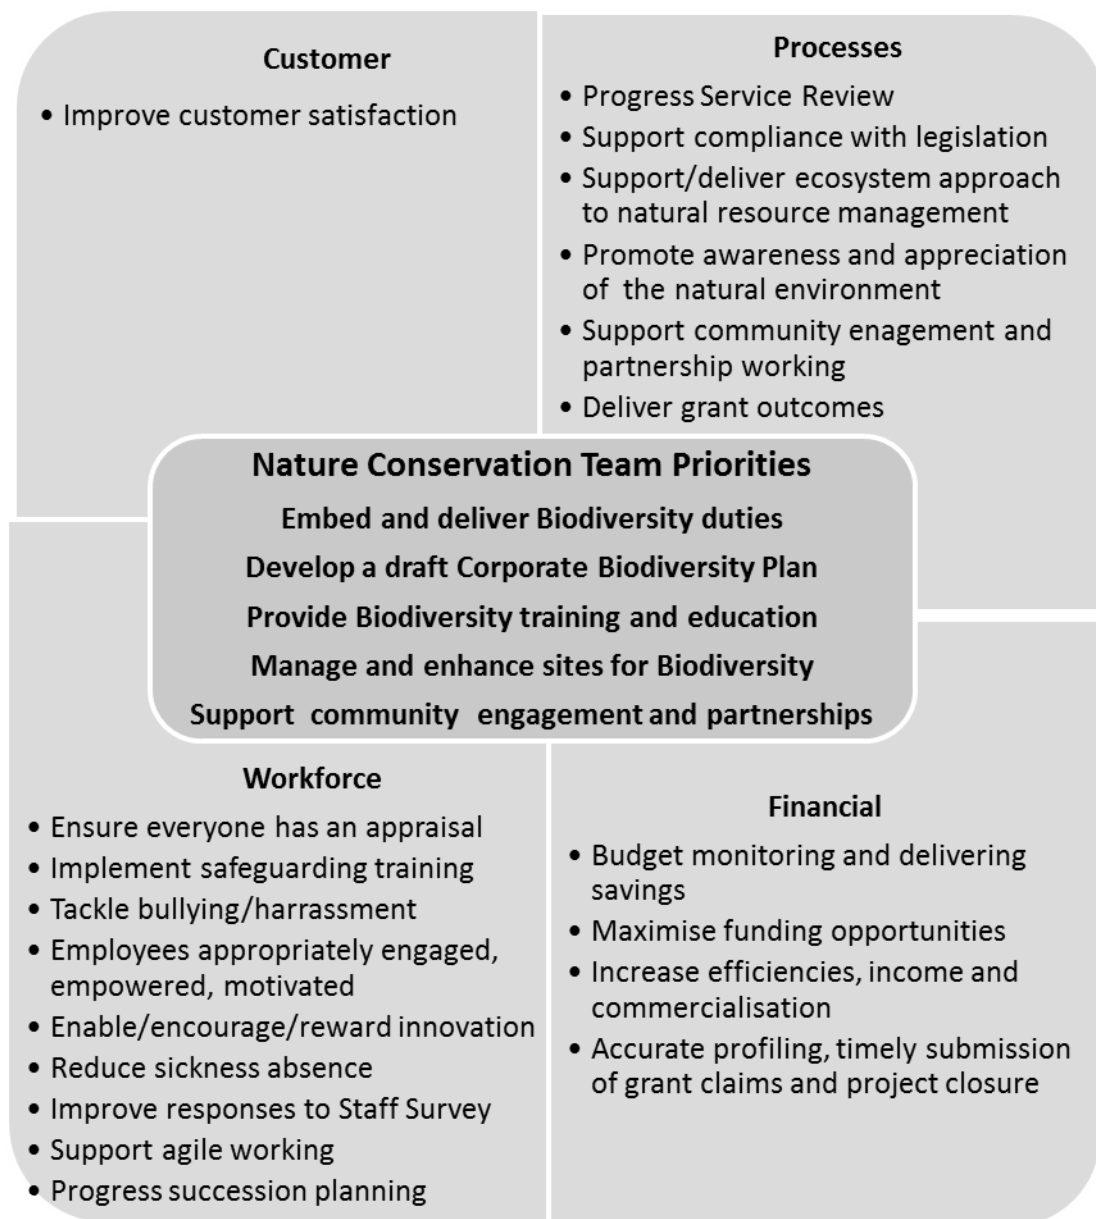 Customer
• Improve customer satisfaction
Processes
• Progress Service Review
• Support compliance with legislation
• Support/deliver ecosystem approach
to natural resource management
• Promote awareness and appreciation
of the natural environment
• Support community enagement and
partnership working
• Deliver grant outcomes
Nature Conservation Team Priorities
Embed and deliver Biodiversity duties
Develop a draft Corporate Biodiversity Plan
Provide Biodiversity training and education
Manage and enhance sites for Biodiversity
Support community engagement and partnerships
Workforce
• Ensure everyone has an appraisal
• Implement safeguarding training
• Tackle bullying/harrassment
• Employees appropriately engaged,
empowered, motivated
• Enable/encourage/reward innovation
• Reduce sickness absence
• Improve responses to Staff Survey
• Support agile working
• Progress succession planning
Financial
• Budget monitoring and delivering
savings
• Maximise funding opportunities
• Increase efficiencies, income and
commercialisation
• Accurate profiling, timely submission
of grant claims and project closure